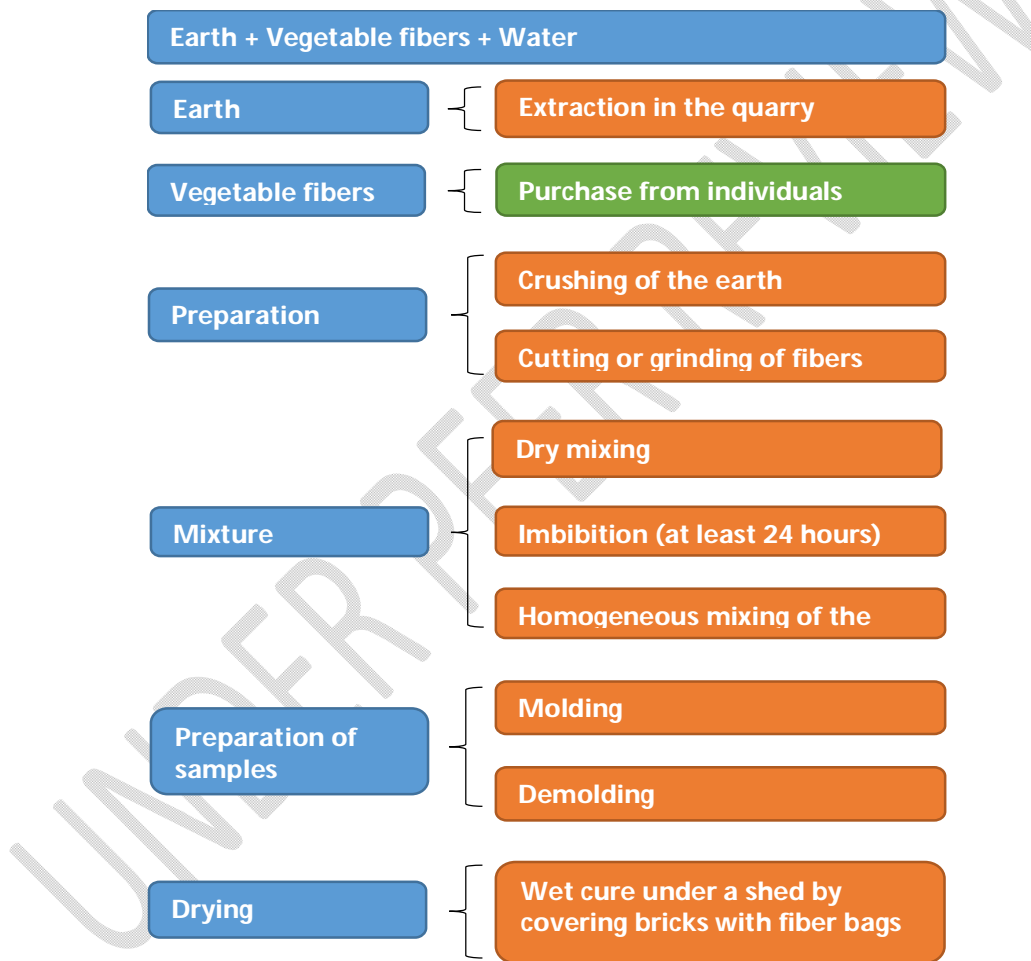 Earth + Vegetable fibers + Water
Earth
Extraction in the quarry
Vegetable fibers
Purchase from individuals
Preparation
Crushing of the earth
Cutting or grinding of fibers
Mixture
Dry mixing
Imbibition (at least 24 hours)
Homogeneous mixing of the
Preparation of
samples
Molding
Demolding
Drying
Wet cure under a shed by
covering bricks with fiber bags
UNDER PEER REVIEW